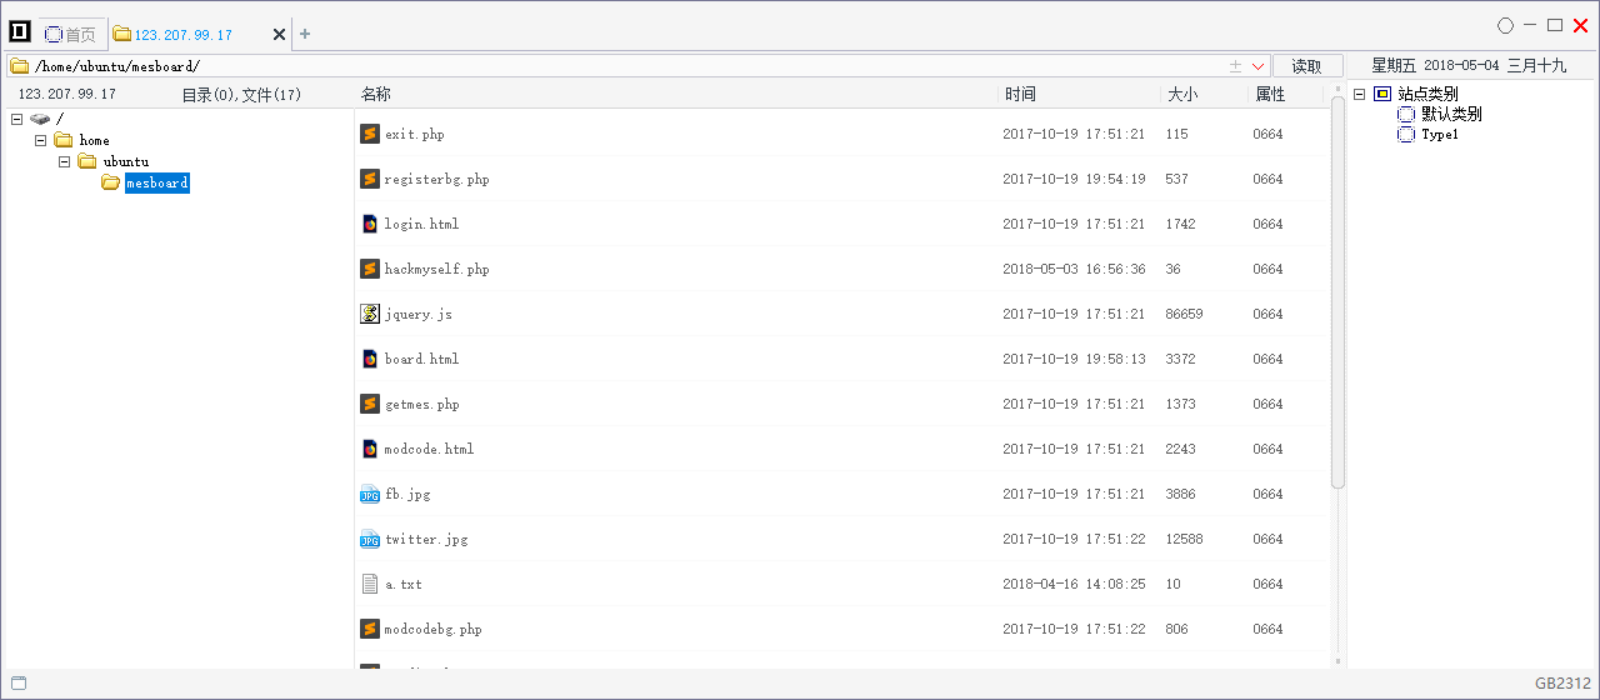 首页 123.207.99.17
/home/ubuntu/mesboard/ 读取 星期五 2018-05-04 三月十九
123.207.99.17 目录(0),文件(17) 名称 时间 大小 属性
/
home
ubuntu
mesboard
exit.php 2017-10-19 17:51:21 115 0664
registerbg.php 2017-10-19 19:54:19 537 0664
login.html 2017-10-19 17:51:21 1742 0664
hackmyself.php 2018-05-03 16:56:36 36 0664
jquery.js 2017-10-19 17:51:21 86659 0664
board.html 2017-10-19 19:58:13 3372 0664
getmes.php 2017-10-19 17:51:21 1373 0664
modcode.html 2017-10-19 17:51:21 2243 0664
fb.jpg 2017-10-19 17:51:21 3886 0664
twitter.jpg 2017-10-19 17:51:22 12588 0664
a.txt 2018-04-16 14:08:25 10 0664
modcodebg.php 2017-10-19 17:51:22 806 0664
站点类别
默认类别
Type1
GB2312